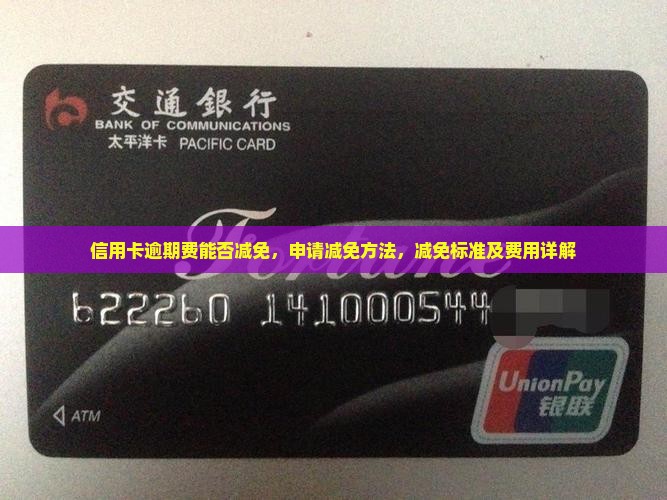 交通銀行
BANK OF COMMUNICATIONS
太平洋卡 PACIFIC CARD
Fortune
信用卡逾期费能否减免，申请减免方法，减免标准及费用详解
622260 141000544
UnionPay
银联
ATM